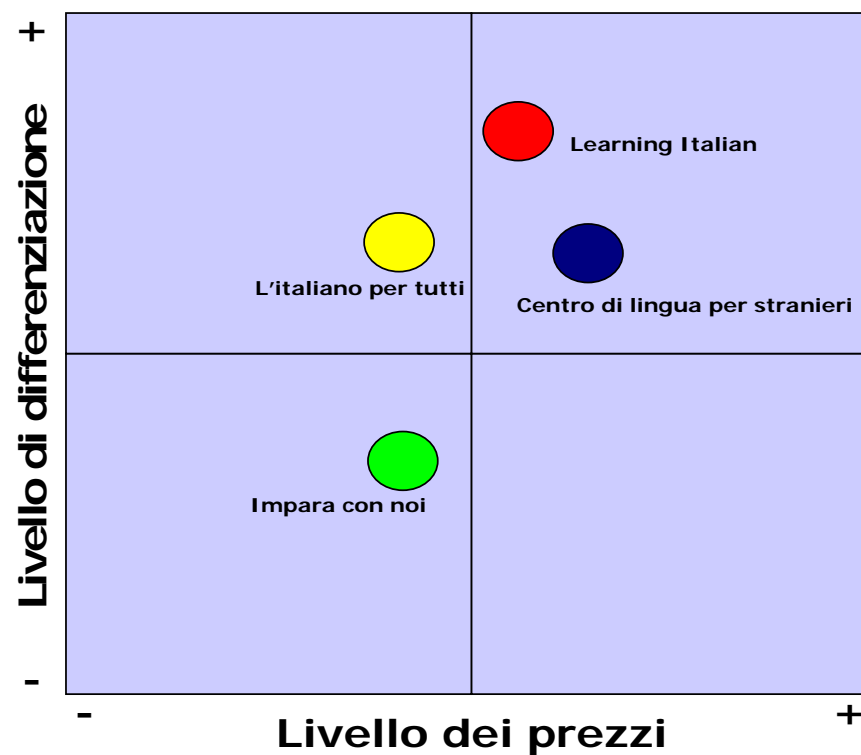 +
Livello di differenziazione
-
Learning Italian
L'italiano per tutti
Centro di lingua per stranieri
Impara con noi
-
+
Livello dei prezzi